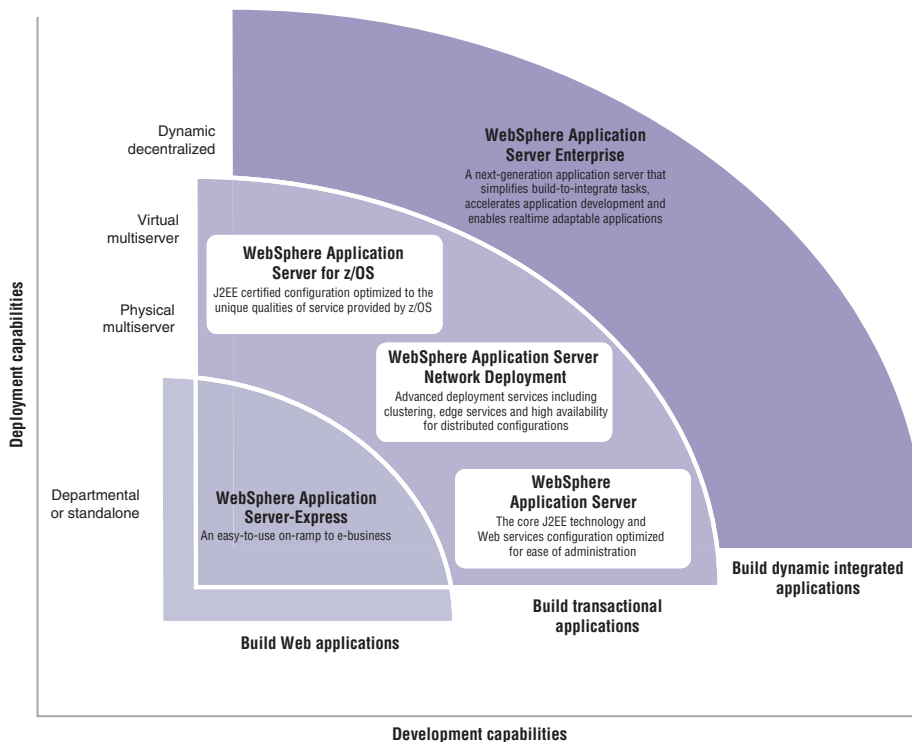 Dynamic
decentralized
WebSphere Application
Server Enterprise
A next-generation application server that
simplifies build-to-integrate tasks,
accelerates application development and
enables realtime adaptable applications
Virtual
multiserver
WebSphere Application
Server for z/OS
J2EE certified configuration optimized to the
unique qualities of service provided by z/OS
Physical
multiserver
WebSphere Application Server
Network Deployment
Advanced deployment services including
clustering, edge services and high availability
for distributed configurations
Deployment capabilities
Departmental
or standalone
WebSphere Application
Server-Express
An easy-to-use on-ramp to e-business
WebSphere
Application Server
The core J2EE technology and
Web services configuration optimized
for ease of administration
Build dynamic integrated
applications
Build transactional
applications
Build Web applications
Development capabilities